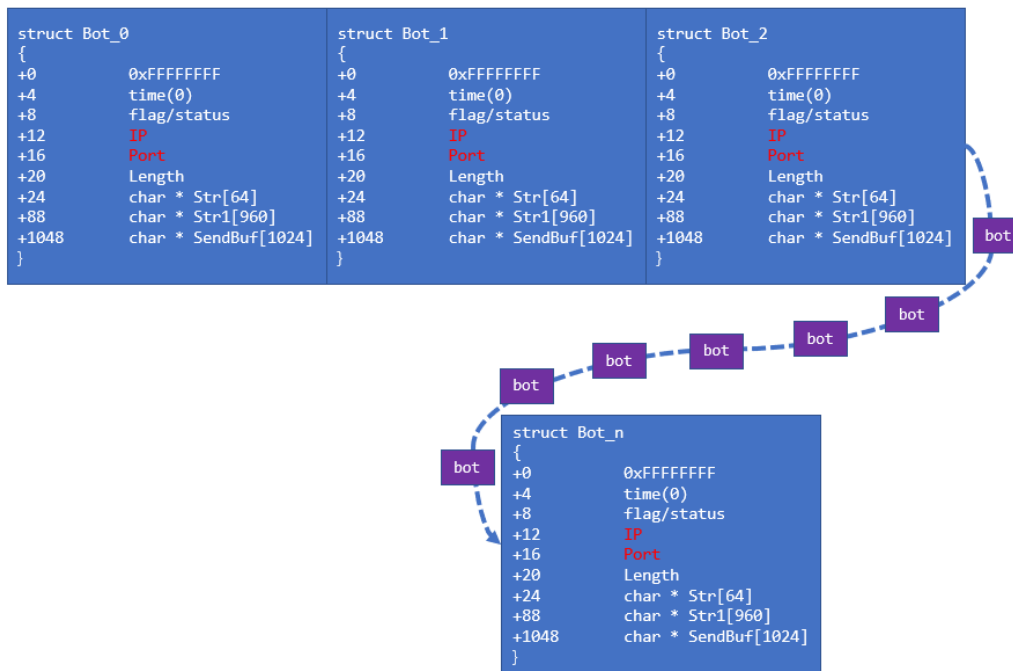 struct Bot_0
{
+0 0xFFFFFFFF
+4 time(0)
+8 flag/status
+12 IP
+16 Port
+20 Length
+24 char * Str[64]
+88 char * Str1[960]
+1048 char * SendBuf[1024]
}
struct Bot_1
{
+0 0xFFFFFFFF
+4 time(0)
+8 flag/status
+12 IP
+16 Port
+20 Length
+24 char * Str[64]
+88 char * Str1[960]
+1048 char * SendBuf[1024]
}
struct Bot_2
{
+0 0xFFFFFFFF
+4 time(0)
+8 flag/status
+12 IP
+16 Port
+20 Length
+24 char * Str[64]
+88 char * Str1[960]
+1048 char * SendBuf[1024]
}
bot
bot
bot
bot
bot
bot
bot
struct Bot_n
{
+0 0xFFFFFFFF
+4 time(0)
+8 flag/status
+12 IP
+16 Port
+20 Length
+24 char * Str[64]
+88 char * Str1[960]
+1048 char * SendBuf[1024]
}